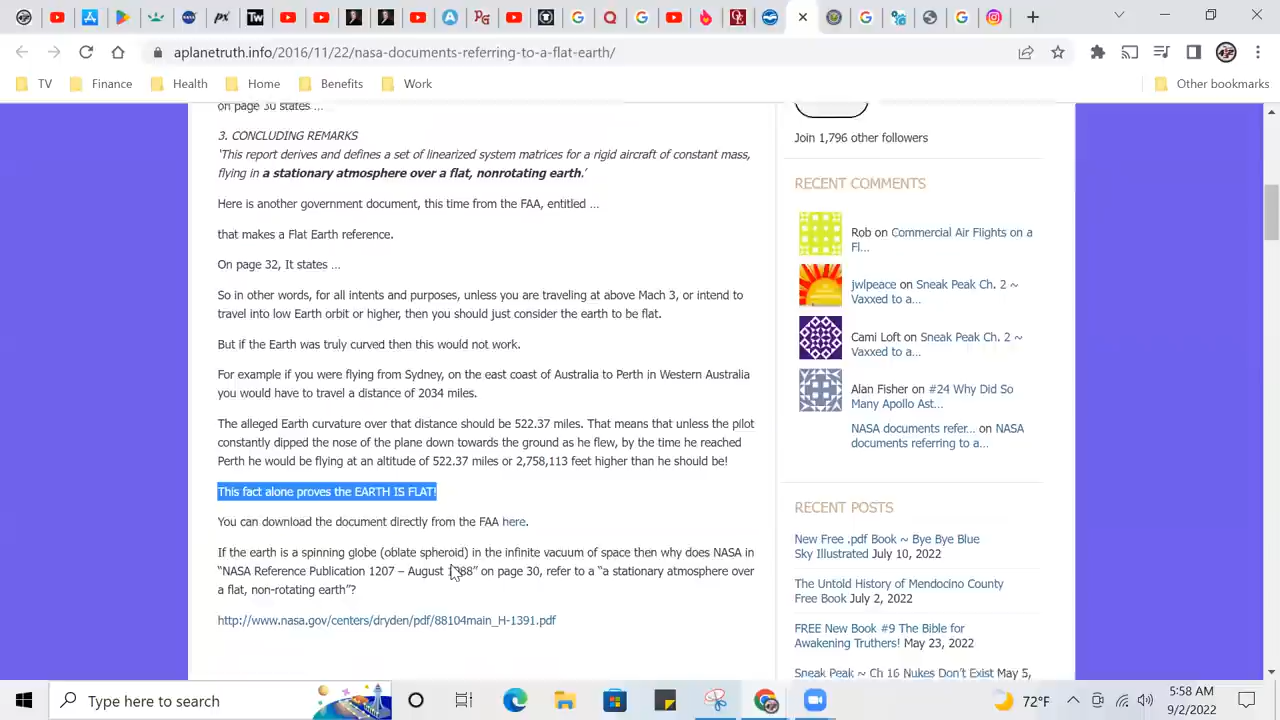 aplanetruth.info/2016/11/22/nasa-documents-referring-to-a-flat-earth/
TV
Finance
Health
Home
Benefits
Work
Other bookmarks
on page 30 states …
3. CONCLUDING REMARKS
'This report derives and defines a set of linearized system matrices for a rigid aircraft of constant mass,
flying in a stationary atmosphere over a flat, nonrotating earth.'
Here is another government document, this time from the FAA, entitled …
that makes a Flat Earth reference.
On page 32, It states …
So in other words, for all intents and purposes, unless you are traveling at above Mach 3, or intend to
travel into low Earth orbit or higher, then you should just consider the earth to be flat.
But if the Earth was truly curved then this would not work.
For example if you were flying from Sydney, on the east coast of Australia to Perth in Western Australia
you would have to travel a distance of 2034 miles.
The alleged Earth curvature over that distance should be 522.37 miles. That means that unless the pilot
constantly dipped the nose of the plane down towards the ground as he flew, by the time he reached
Perth he would be flying at an altitude of 522.37 miles or 2,758,113 feet higher than he should be!
This fact alone proves the EARTH IS FLAT!
You can download the document directly from the FAA here.
If the earth is a spinning globe (oblate spheroid) in the infinite vacuum of space then why does NASA in
"NASA Reference Publication 1207 – August 1988" on page 30, refer to a "a stationary atmosphere over
a flat, non-rotating earth"?
http://www.nasa.gov/centers/dryden/pdf/88104main_H-1391.pdf
Join 1,796 other followers
RECENT COMMENTS
Rob on Commercial Air Flights on a
Fl…
jwlpeace on Sneak Peak Ch. 2 ~
Vaxxed to a…
Cami Loft on Sneak Peak Ch. 2 ~
Vaxxed to a…
Alan Fisher on #24 Why Did So
Many Apollo Ast…
NASA documents refer… on NASA
documents referring to a…
RECENT POSTS
New Free .pdf Book ~ Bye Bye Blue
Sky Illustrated July 10, 2022
The Untold History of Mendocino County
Free Book July 2, 2022
FREE New Book #9 The Bible for
Awakening Truthers! May 23, 2022
Sneak Peak ~ Ch 16 Nukes Don't Exist May 5,
Type here to search
72°F
5:58 AM
9/2/2022